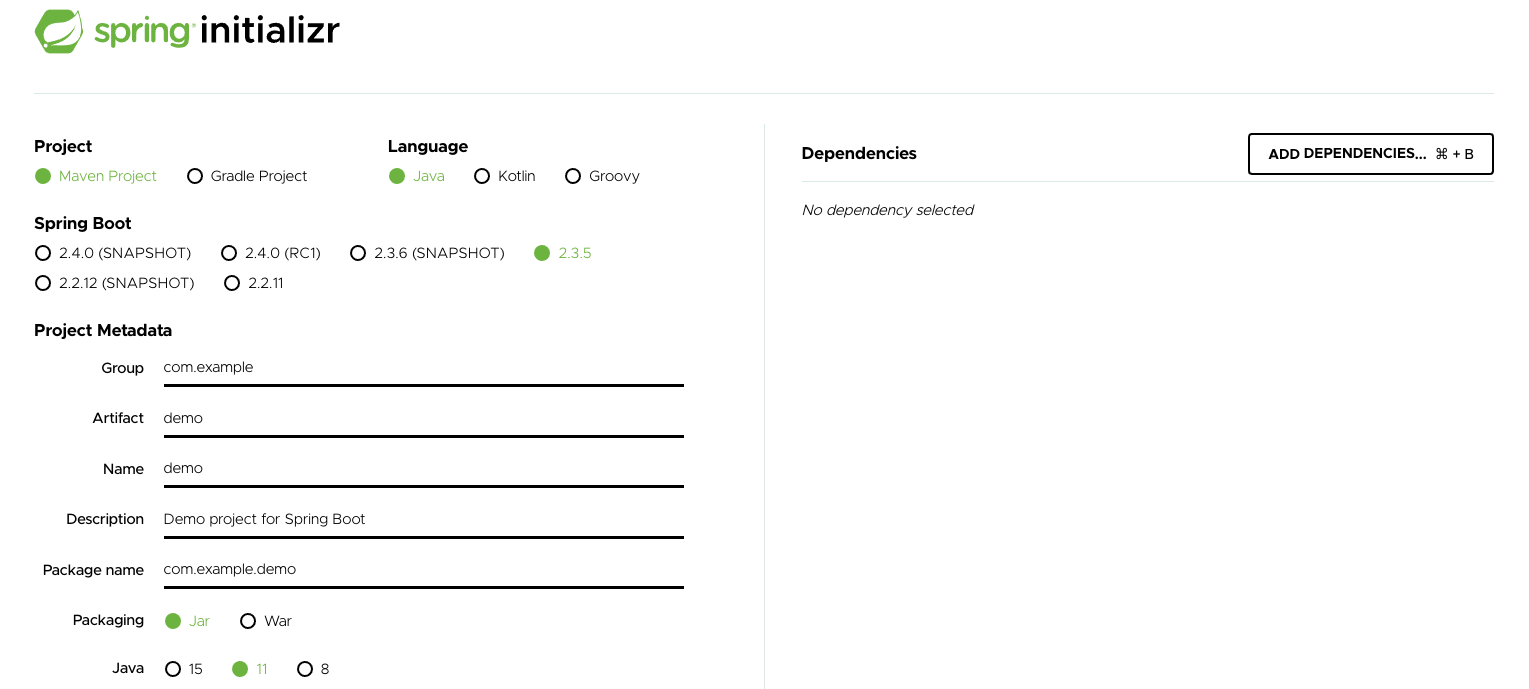 spring initializr
Project
Maven Project Gradle Project
Language
Java Kotlin Groovy
Spring Boot
2.4.0 (SNAPSHOT) 2.4.0 (RC1) 2.3.6 (SNAPSHOT) 2.3.5
2.2.12 (SNAPSHOT) 2.2.11
Project Metadata
Group com.example
Artifact demo
Name demo
Description Demo project for Spring Boot
Package name com.example.demo
Packaging Jar War
Java 15 11 8
Dependencies
ADD DEPENDENCIES... ⌘ + B
No dependency selected